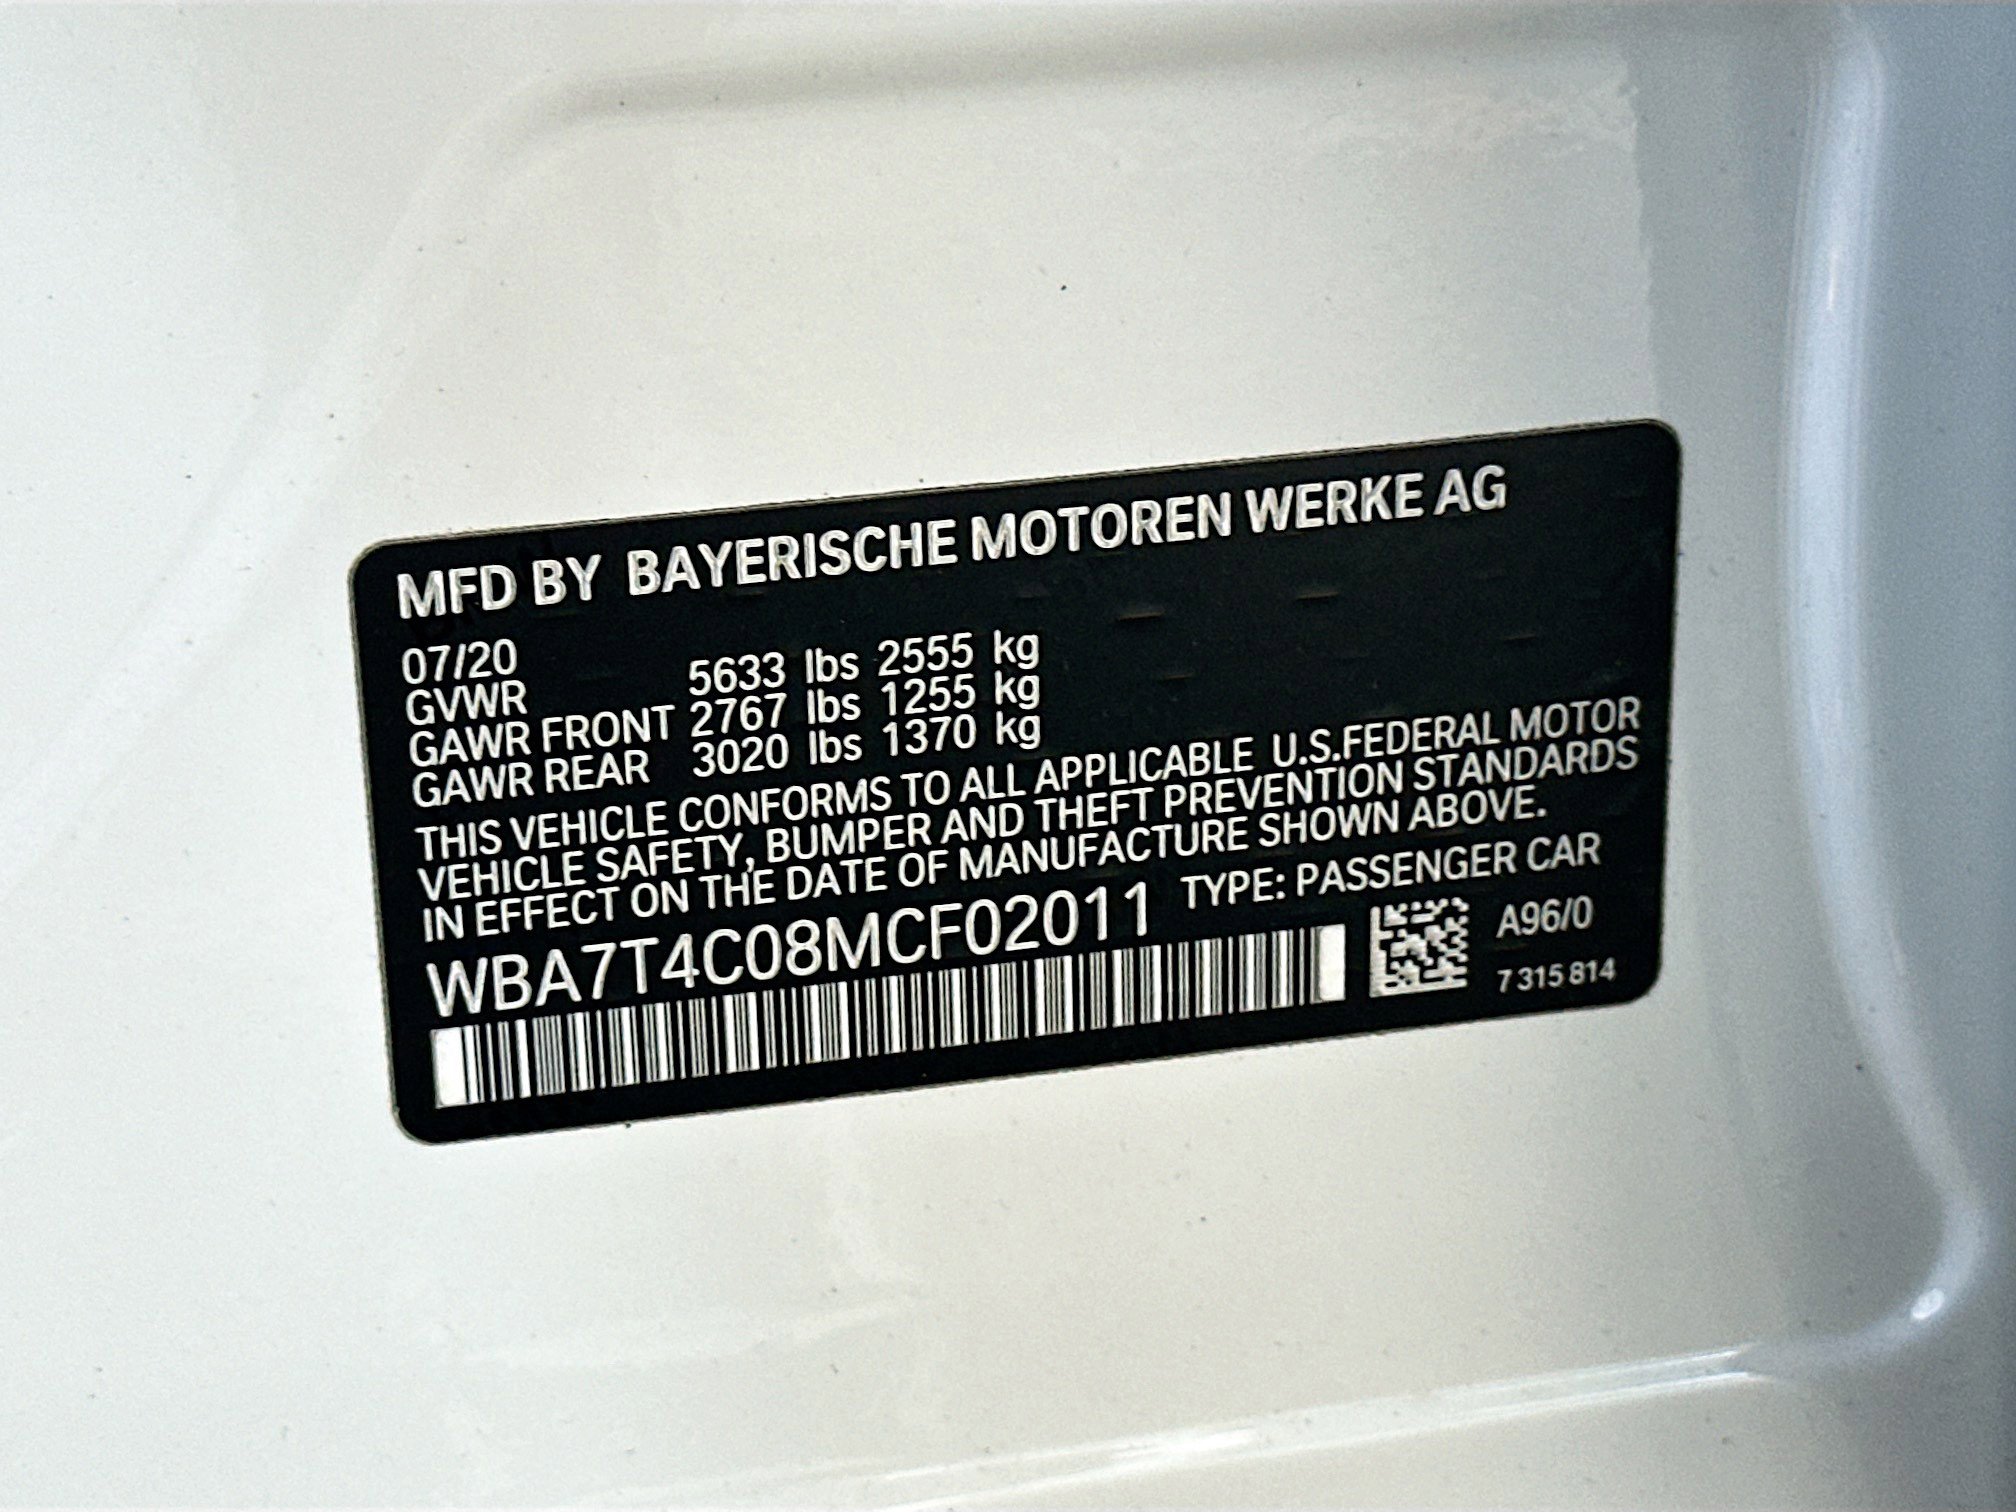 MFD BY BAYERISCHE MOTOREN WERKE AG
07/20
GVWR 5633 lbs 2555 kg
GAWR FRONT 2767 lbs 1255 kg
GAWR REAR 3020 lbs 1370 kg
THIS VEHICLE CONFORMS TO ALL APPLICABLE U.S.FEDERAL MOTOR
VEHICLE SAFETY, BUMPER AND THEFT PREVENTION STANDARDS
IN EFFECT ON THE DATE OF MANUFACTURE SHOWN ABOVE.
WBA7T4C08MCF02011 TYPE: PASSENGER CAR
A96/0
7 315 814